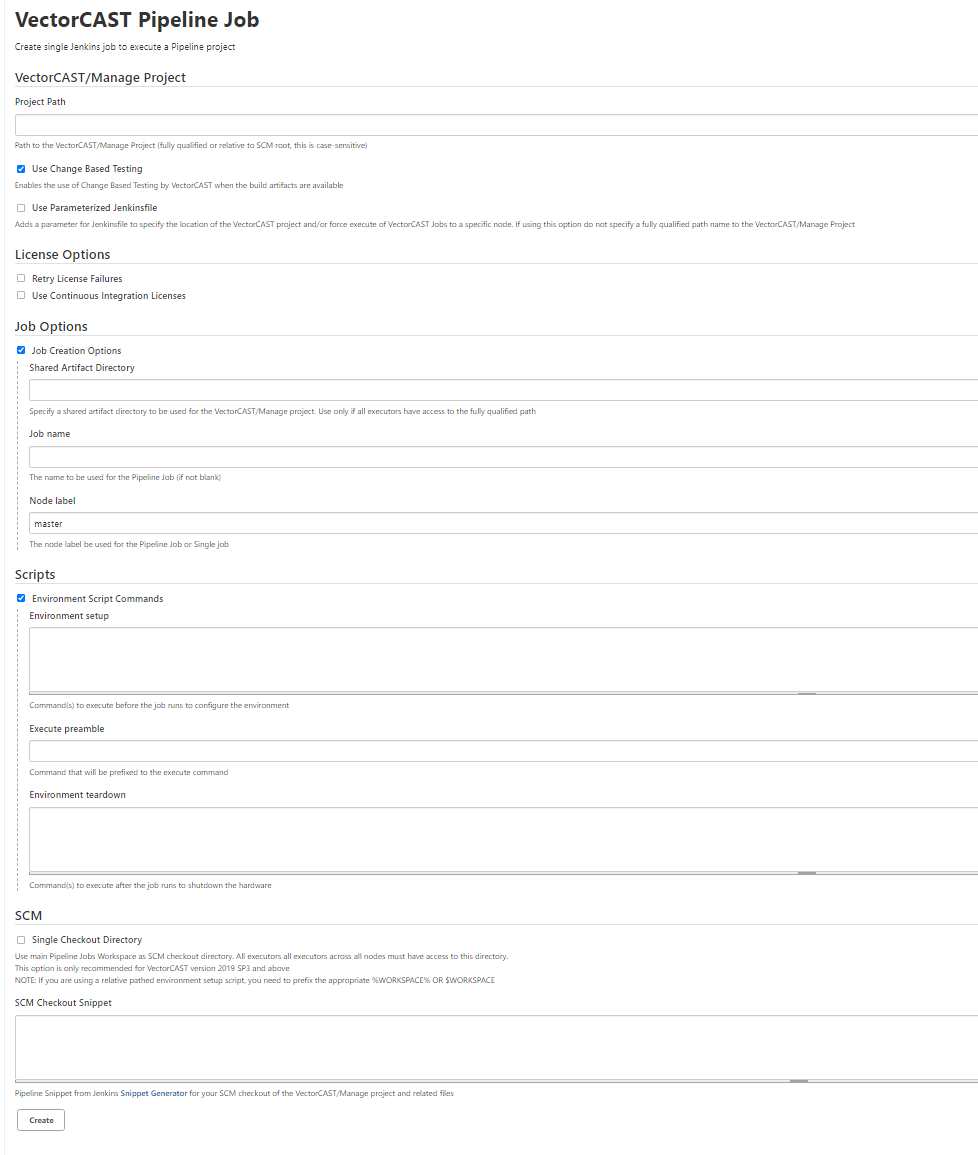 VectorCAST Pipeline Job
Create single Jenkins job to execute a Pipeline project
VectorCAST/Manage Project
Project Path
Path to the VectorCAST/Manage Project (fully qualified or relative to SCM root, this is case-sensitive)
Use Change Based Testing
Enables the use of Change Based Testing by VectorCAST when the build artifacts are available
Use Parameterized Jenkinsfile
Adds a parameter for Jenkinsfile to specify the location of the VectorCAST project and/or force execute of VectorCAST Jobs to a specific node. If using this option do not specify a fully qualified path name to the VectorCAST/Manage Project
License Options
Retry License Failures
Use Continuous Integration Licenses
Job Options
Job Creation Options
Shared Artifact Directory
Specify a shared artifact directory to be used for the VectorCAST/Manage project. Use only if all executors have access to the fully qualified path
Job name
The name to be used for the Pipeline Job (if not blank)
Node label
master
The node label be used for the Pipeline Job or Single job
Scripts
Environment Script Commands
Environment setup
Command(s) to execute before the job runs to configure the environment
Execute preamble
Command that will be prefixed to the execute command
Environment teardown
Command(s) to execute after the job runs to shutdown the hardware
SCM
Single Checkout Directory
Use main Pipeline Jobs Workspace as SCM checkout directory. All executors all executors across all nodes must have access to this directory.
This option is only recommended for VectorCAST version 2019 SP3 and above
NOTE: If you are using a relative pathed environment setup script, you need to prefix the appropriate %WORKSPACE% OR $WORKSPACE
SCM Checkout Snippet
Pipeline Snippet from Jenkins Snippet Generator for your SCM checkout of the VectorCAST/Manage project and related files
Create